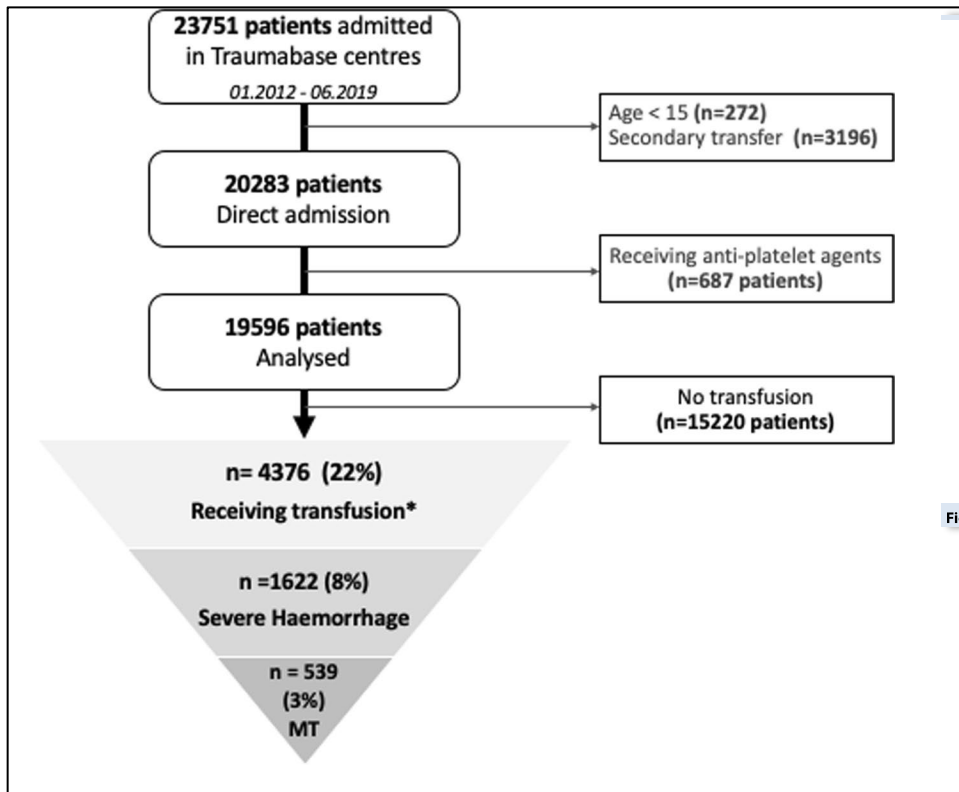 23751 patients admitted
in Traumabase centres
01.2012 - 06.2019
Age < 15 (n=272)
Secondary transfer (n=3196)
20283 patients
Direct admission
Receiving anti-platelet agents
(n=687 patients)
19596 patients
Analysed
No transfusion
(n=15220 patients)
n= 4376 (22%)
Receiving transfusion*
n =1622 (8%)
Severe Haemorrhage
n = 539
(3%)
MT